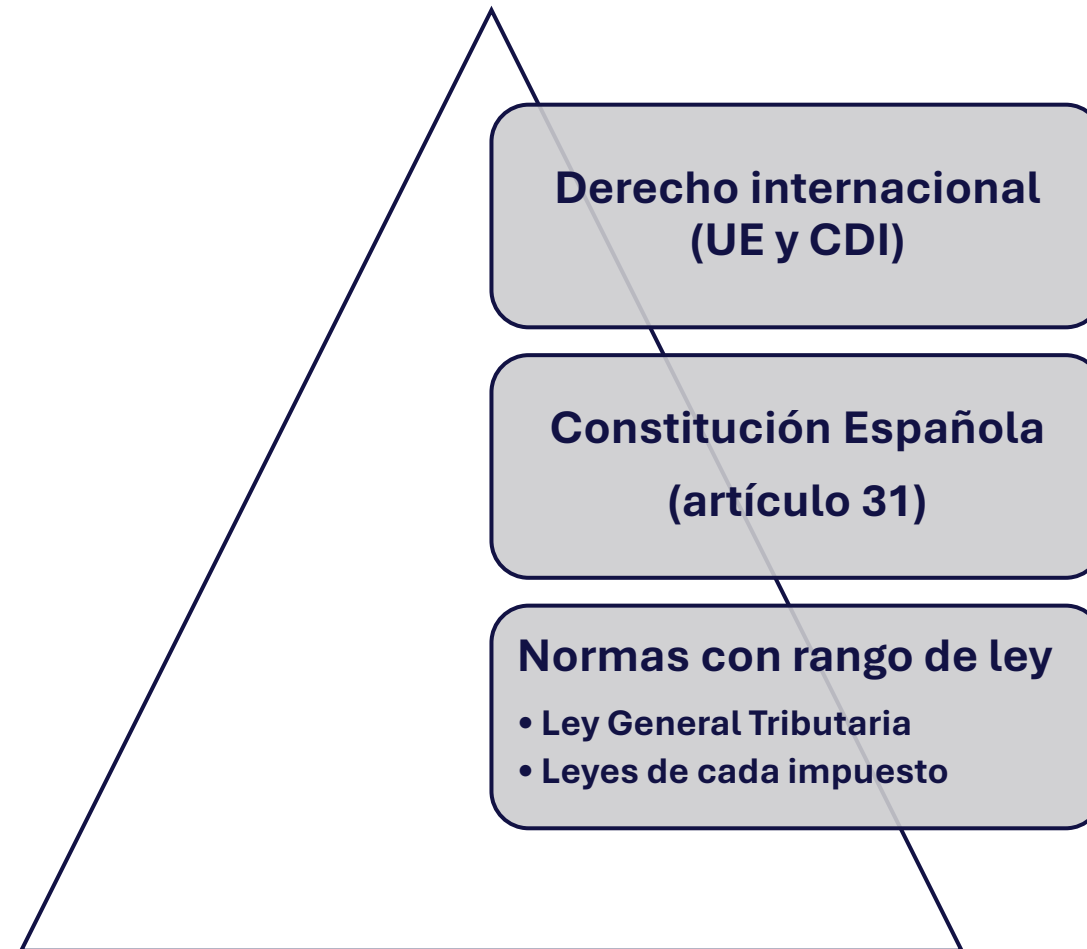 Derecho internacional
(UE y CDI)
Constitución Española
(artículo 31)
Normas con rango de ley
• Ley General Tributaria
• Leyes de cada impuesto